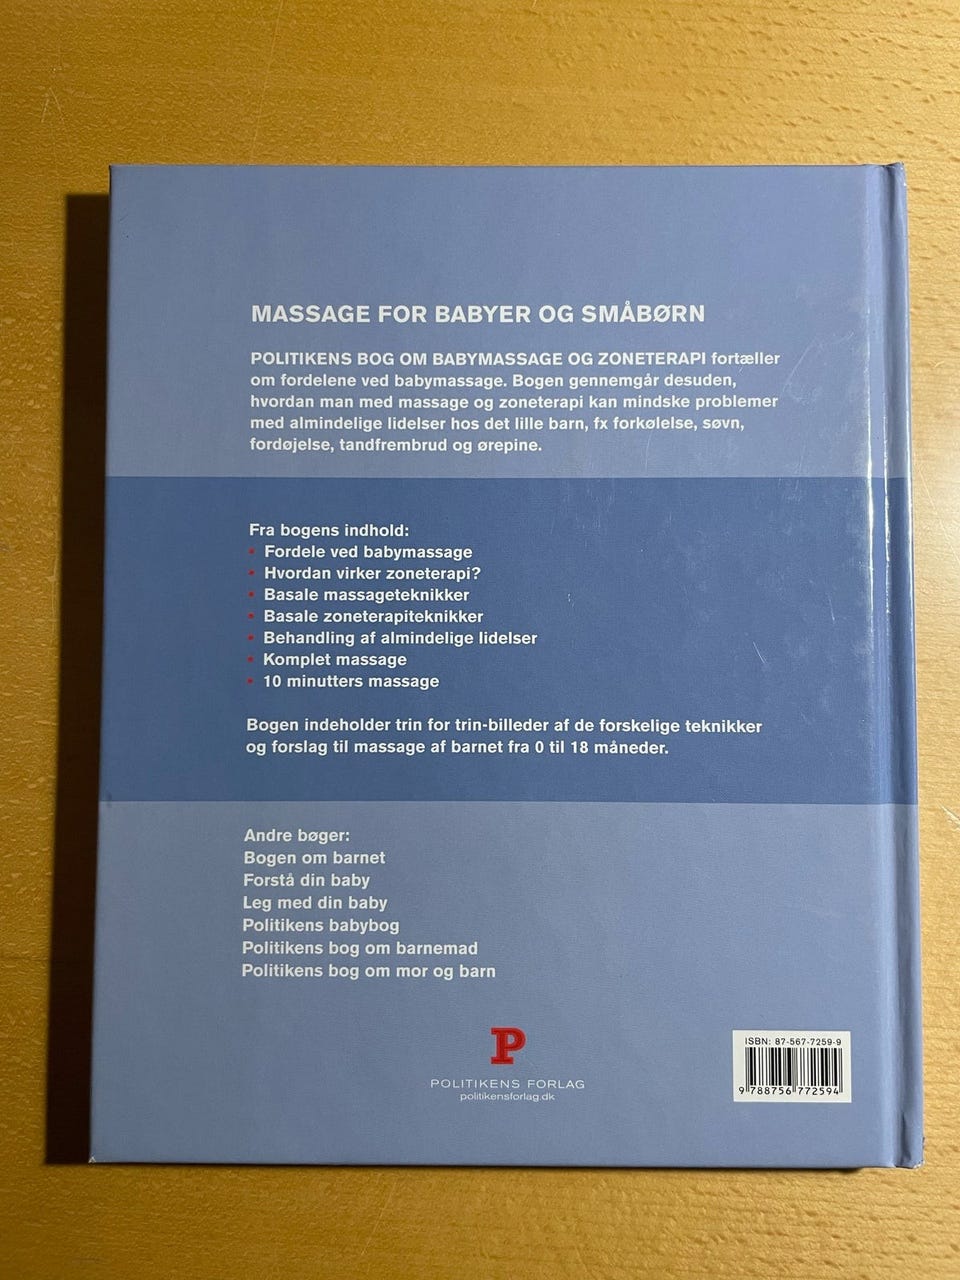 MASSAGE FOR BABYER OG SMÅBØRN
POLITIKENS BOG OM BABYMASSAGE OG ZONETERAPI fortæller
om fordelene ved babymassage. Bogen gennemgår desuden,
hvordan man med massage og zoneterapi kan mindske problemer
med almindelige lidelser hos det lille barn, fx forkølelse, søvn,
fordøjelse, tandfrembrud og ørepine.
Fra bogens indhold:
• Fordele ved babymassage
• Hvordan virker zoneterapi?
• Basale massageteknikker
• Basale zoneterapiteknikker
• Behandling af almindelige lidelser
• Komplet massage
• 10 minutters massage
Bogen indeholder trin for trin-billeder af de forskelige teknikker
og forslag til massage af barnet fra 0 til 18 måneder.
Andre bøger:
Bogen om barnet
Forstå din baby
Leg med din baby
Politikens babybog
Politikens bog om barnemad
Politikens bog om mor og barn
P
POLITIKENS FORLAG
politikensforlag.dk
ISBN: 87-567-7259-9
9 788756 772594